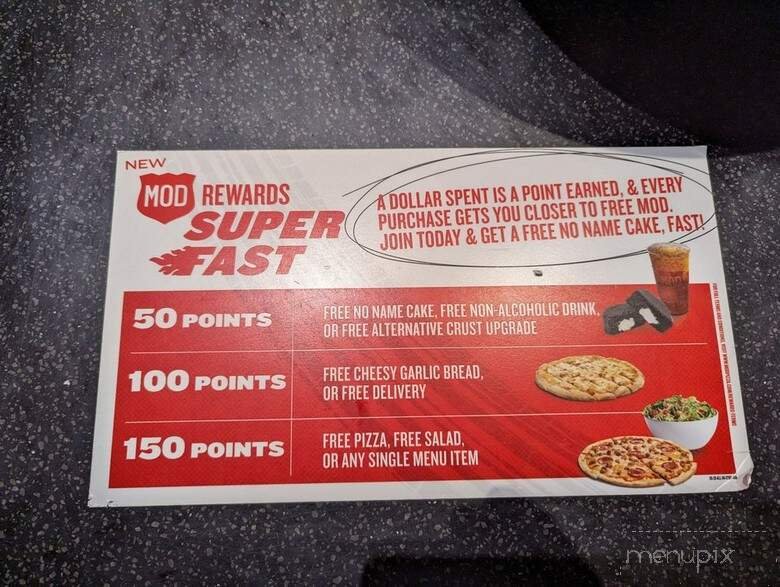 NEW
MOD REWARDS
SUPER
FAST
A DOLLAR SPENT IS A POINT EARNED, & EVERY
PURCHASE GETS YOU CLOSER TO FREE MOD.
JOIN TODAY & GET A FREE NO NAME CAKE, FAST!
50 POINTS
FREE NO NAME CAKE, FREE NON-ALCOHOLIC DRINK,
OR FREE ALTERNATIVE CRUST UPGRADE
100 POINTS
FREE CHEESY GARLIC BREAD,
OR FREE DELIVERY
150 POINTS
FREE PIZZA, FREE SALAD,
OR ANY SINGLE MENU ITEM
menupix